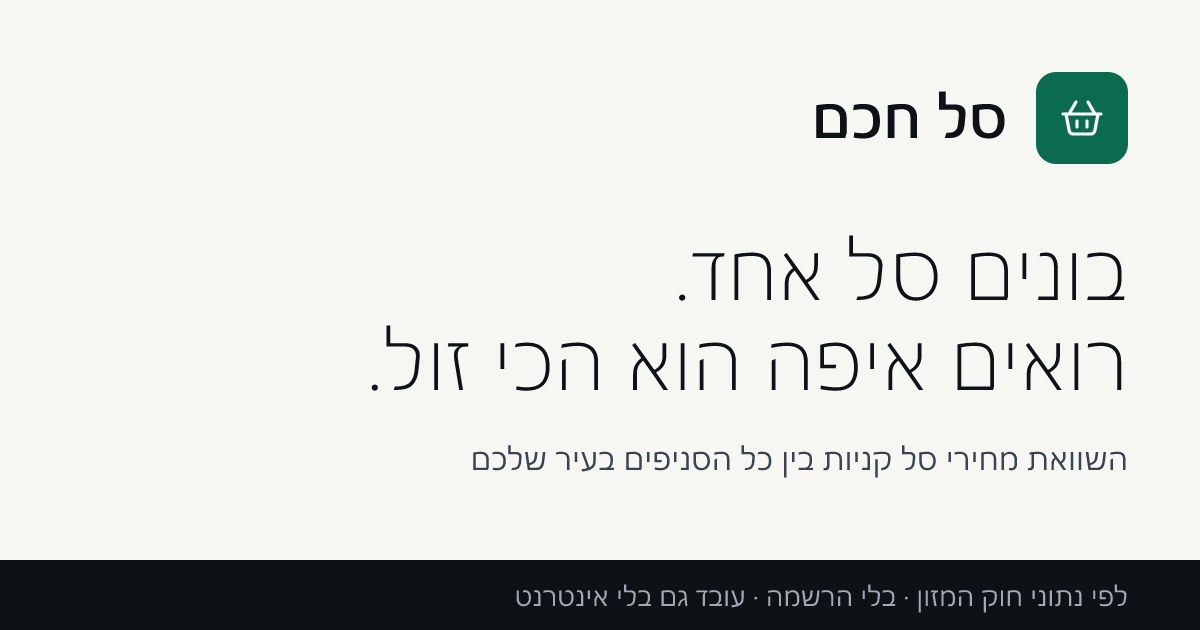 סל חכם
בונים סל אחד.
רואים איפה הוא הכי זול.
השוואת מחירי סל קניות בין כל הסניפים בעיר שלכם
לפי נתוני חוק המזון · בלי הרשמה · עובד גם בלי אינטרנט